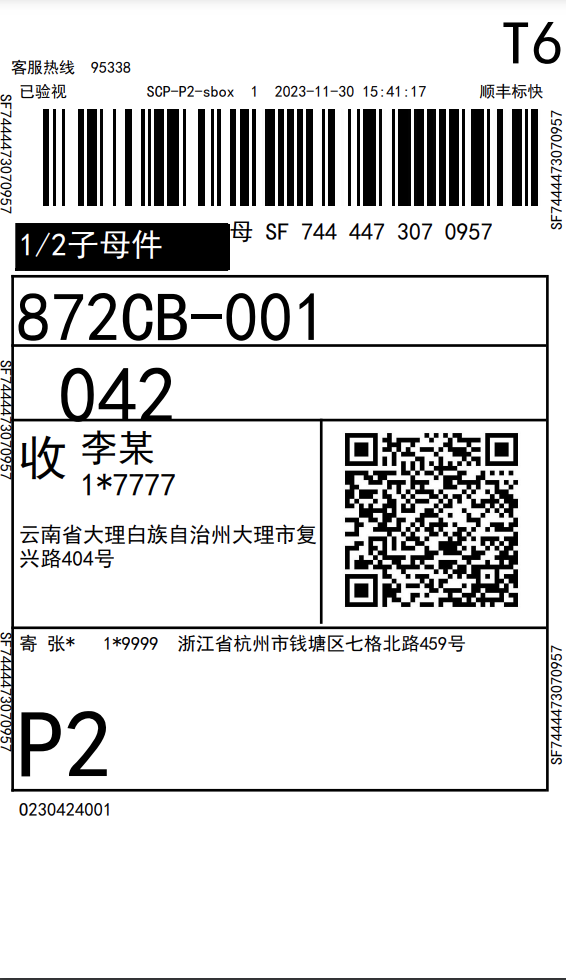 T6
客服热线 95338
已验视 SCP-P2-sbox 1 2023-11-30 15:41:17 顺丰标快
SF7444473070957
SF7444473070957
1/2子母件 母 SF 744 447 307 0957
872CB-001
042
SF7444473070957
收 李某
1*7777
云南省大理白族自治州大理市复
兴路404号
寄 张* 1*9999 浙江省杭州市钱塘区七格北路459号
SF7444473070957
SF7444473070957
P2
0230424001